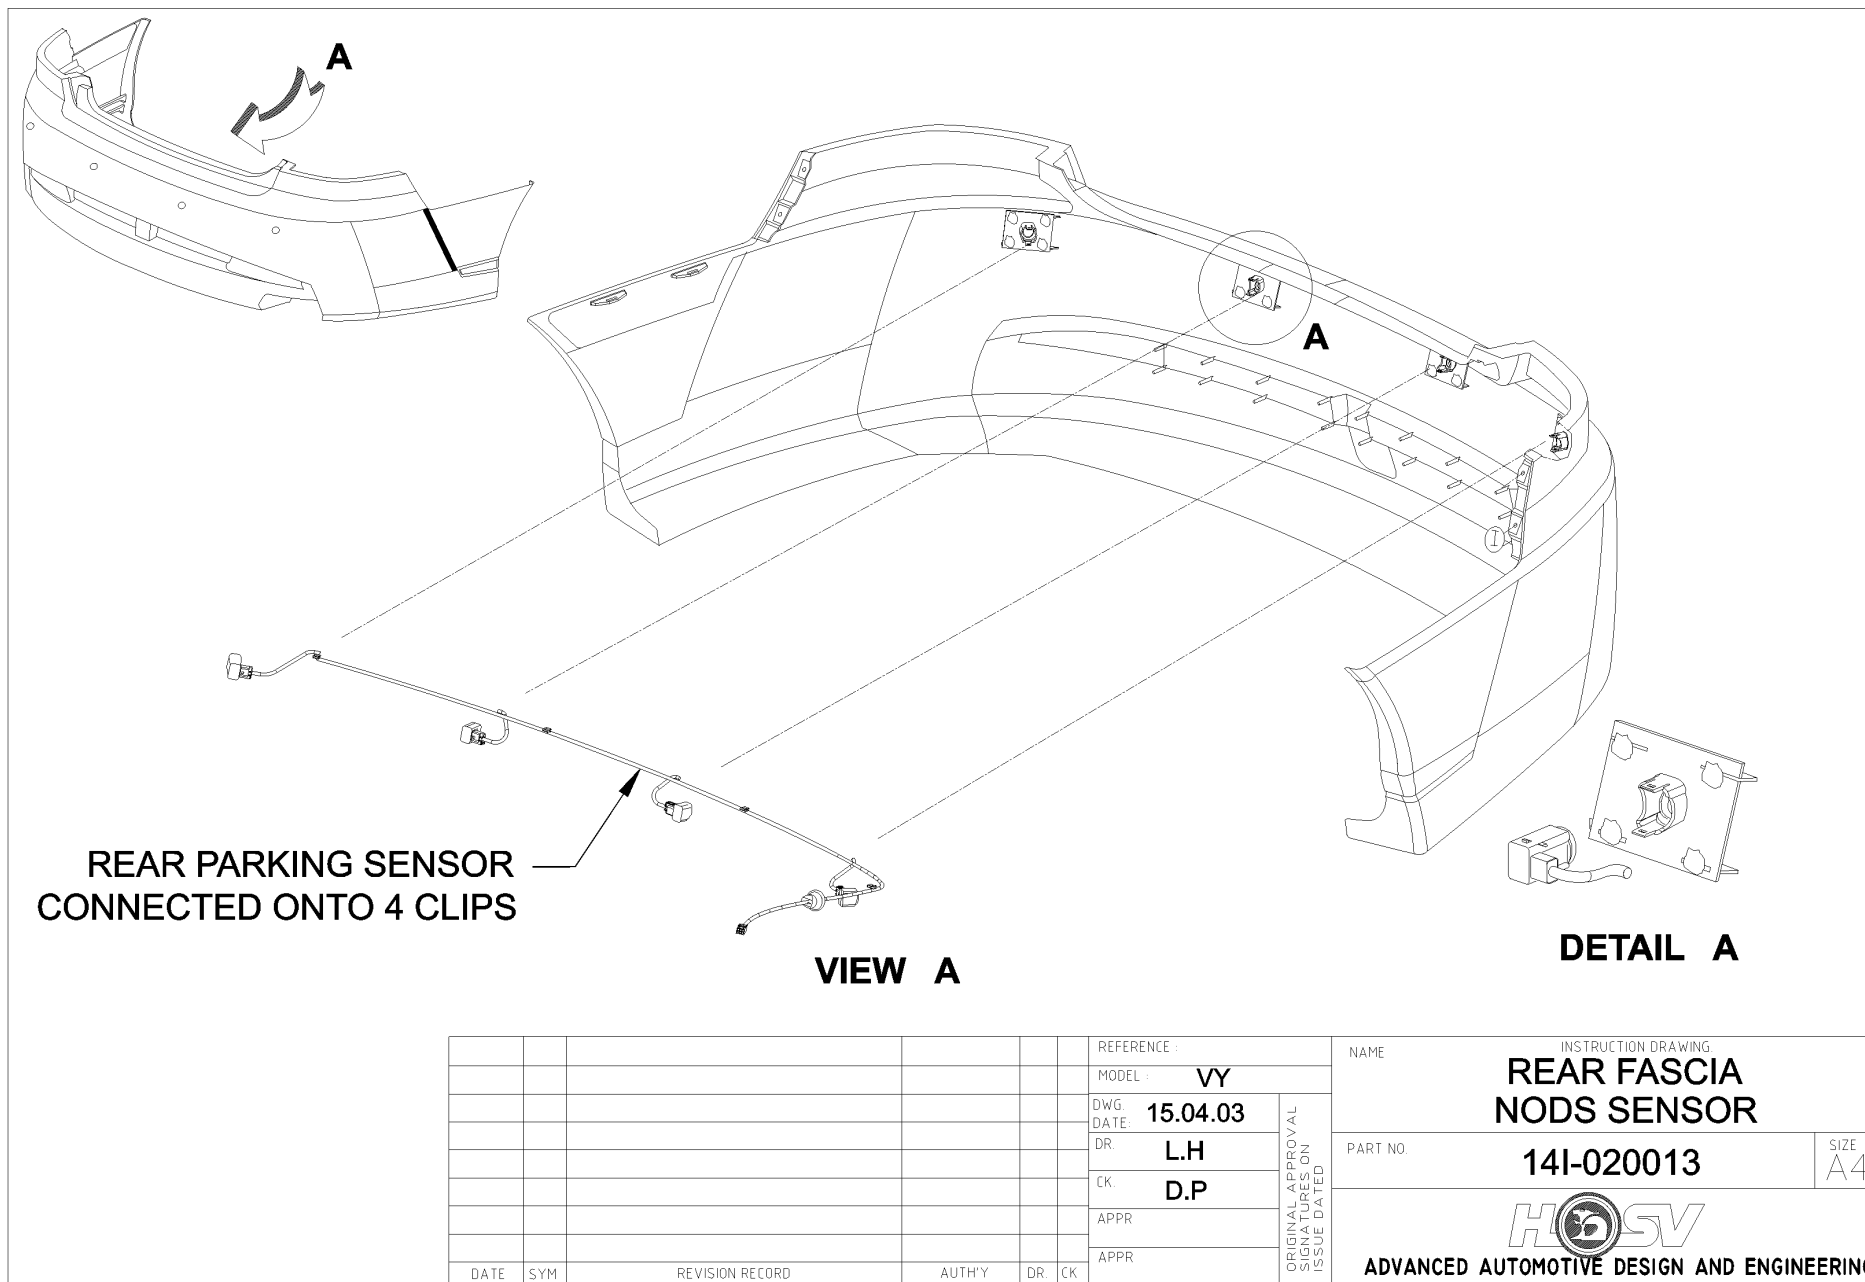 A
A
1
REAR PARKING SENSOR
CONNECTED ONTO 4 CLIPS
VIEW A
DETAIL A
REFERENCE :
MODEL : VY
DWG. DATE: 15.04.03
DR. L.H
CK. D.P
APPR
APPR
ORIGINAL APPROVAL
SIGNATURES ON
ISSUE DATED
DATE SYM REVISION RECORD AUTH'Y DR. CK
NAME
INSTRUCTION DRAWING
REAR FASCIA
NODS SENSOR
PART NO. 14I-020013
SIZE
A4
HSV
ADVANCED AUTOMOTIVE DESIGN AND ENGINEERING